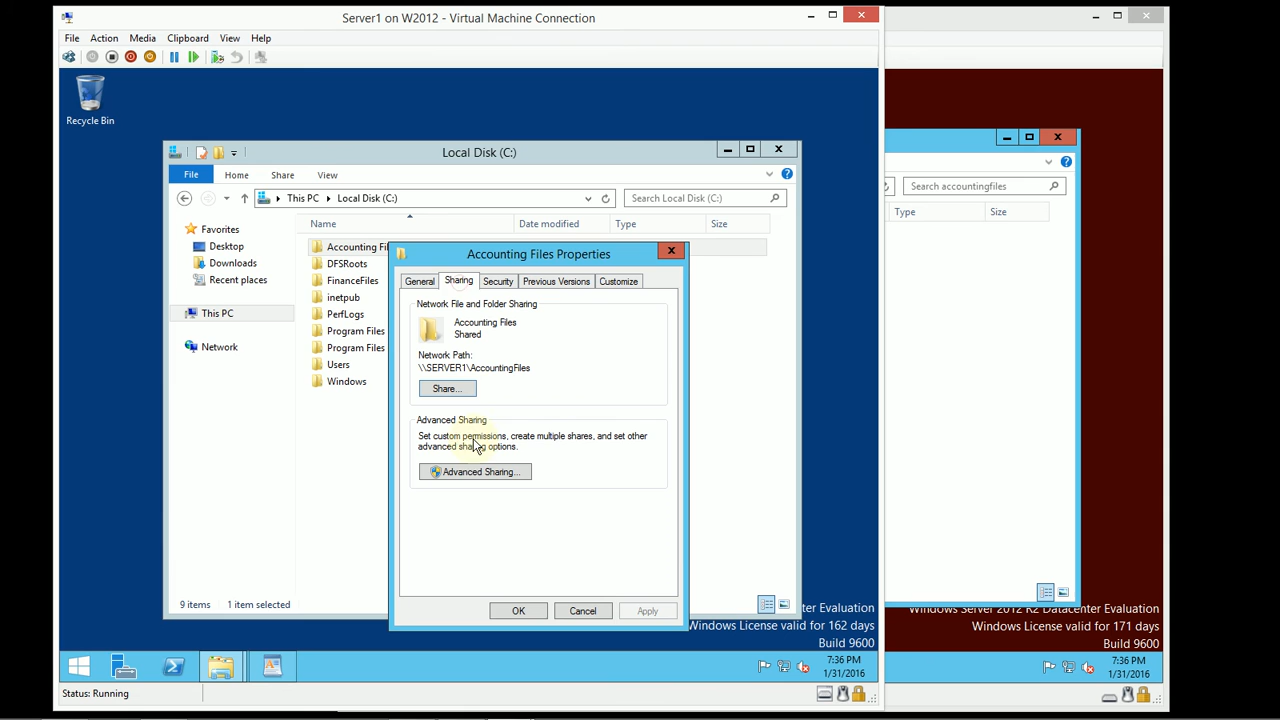 Server1 on W2012 - Virtual Machine Connection
File Action Media Clipboard View Help
Recycle Bin
Local Disk (C:)
File Home Share View
This PC Local Disk (C:)
Search Local Disk (C:)
Search accountingfiles
Name Date modified Type Size
Type Size
Favorites
Desktop
Downloads
Recent places
This PC
Network
Accounting Fil
DFSRoots
FinanceFiles
inetpub
PerfLogs
Program Files
Program Files
Users
Windows
Accounting Files Properties
General Sharing Security Previous Versions Customize
Network File and Folder Sharing
Accounting Files
Shared
Network Path:
\\SERVER1\AccountingFiles
Share...
Advanced Sharing
Set custom permissions, create multiple shares, and set other
advanced sharing options.
Advanced Sharing...
OK Cancel Apply
9 items 1 item selected
ter Evaluation
Windows License valid for 162 days
Build 9600
Windows Server 2012 R2 Datacenter Evaluation
Windows License valid for 171 days
Build 9600
7:36 PM
1/31/2016
7:36 PM
1/31/2016
Status: Running